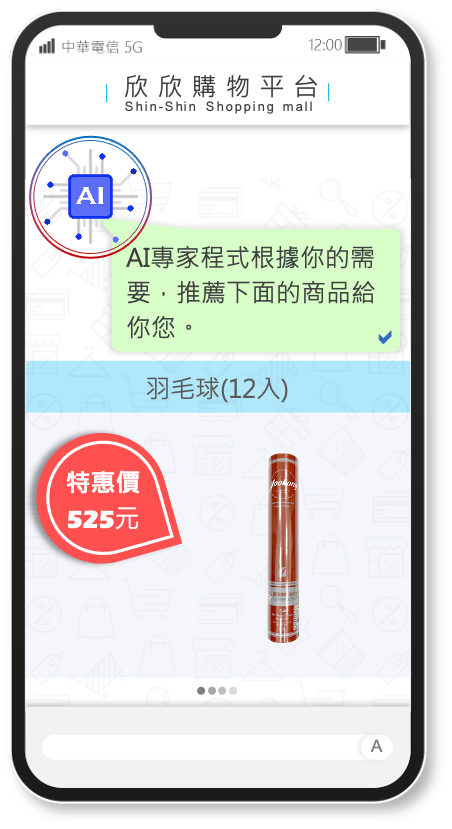 中華電信 5G
12:00
欣欣購物平台
Shin-Shin Shopping mall
AI
AI專家程式根據你的需
要，推薦下面的商品給
你您。
羽毛球(12入)
特惠價
525元
A